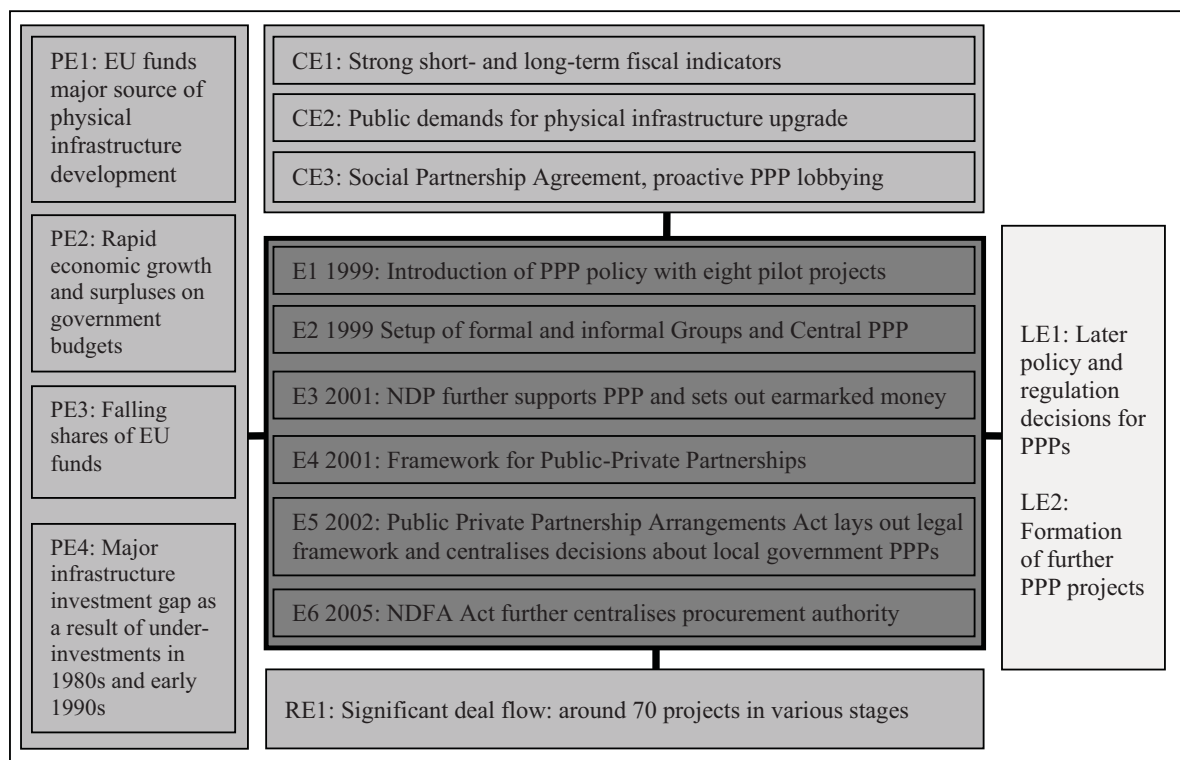 PE1: EU funds
major source of
physical
infrastructure
development
PE2: Rapid
economic growth
and surpluses on
government
budgets
PE3: Falling
shares of EU
funds
PE4: Major
infrastructure
investment gap as
a result of under-
investments in
1980s and early
1990s
CE1: Strong short- and long-term fiscal indicators
CE2: Public demands for physical infrastructure upgrade
CE3: Social Partnership Agreement, proactive PPP lobbying
E1 1999: Introduction of PPP policy with eight pilot projects
E2 1999 Setup of formal and informal Groups and Central PPP
E3 2001: NDP further supports PPP and sets out earmarked money
E4 2001: Framework for Public-Private Partnerships
E5 2002: Public Private Partnership Arrangements Act lays out legal
framework and centralises decisions about local government PPPs
E6 2005: NDFA Act further centralises procurement authority
RE1: Significant deal flow: around 70 projects in various stages
LE1: Later
policy and
regulation
decisions for
PPPs
LE2:
Formation
of further
PPP projects